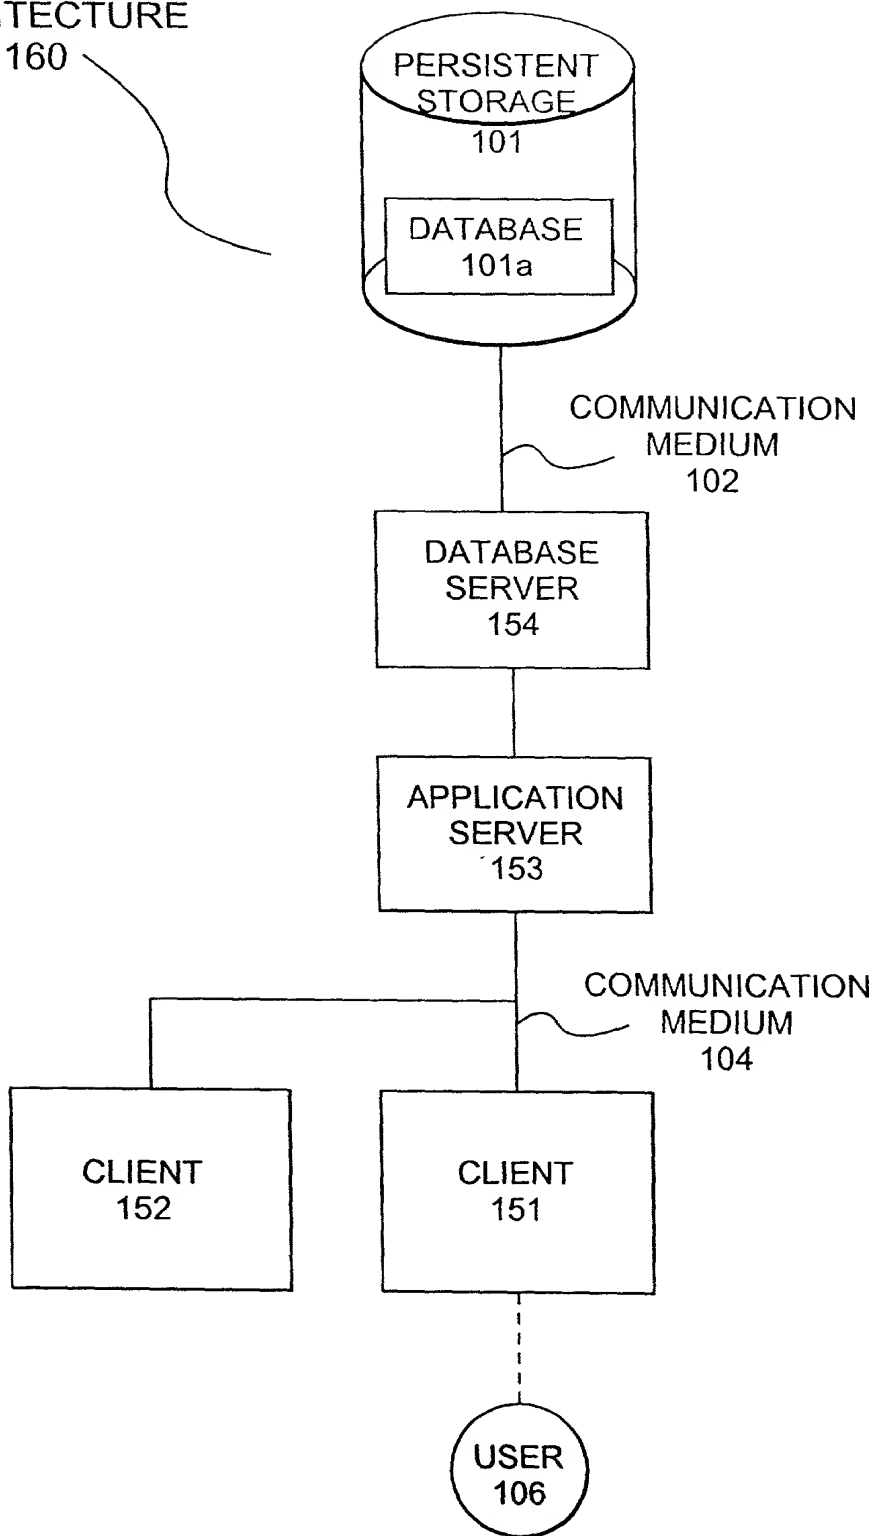 TECTURE
160
PERSISTENT
STORAGE
101
DATABASE
101a
COMMUNICATION
MEDIUM
102
DATABASE
SERVER
154
APPLICATION
SERVER
153
COMMUNICATION
MEDIUM
104
CLIENT
152
CLIENT
151
USER
106